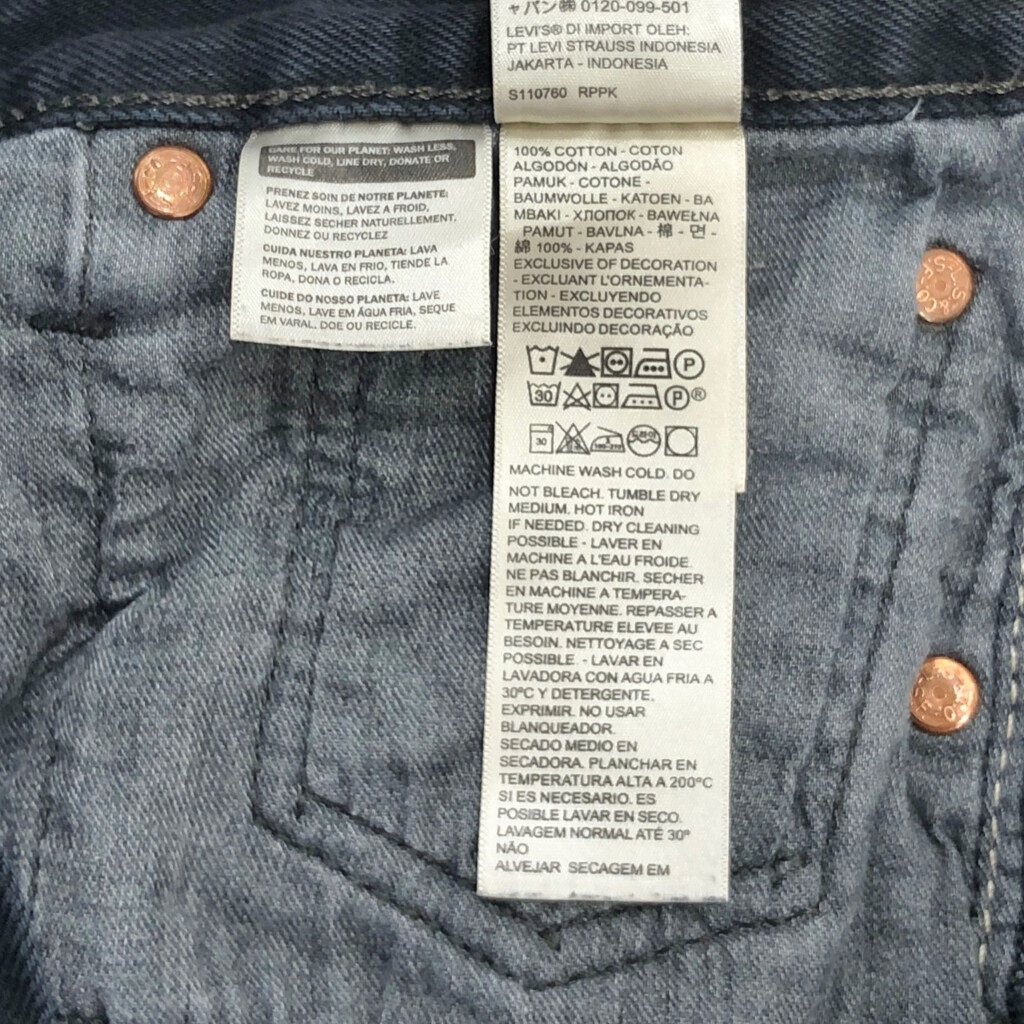 ャパン㈱ 0120-099-501
LEVI'S® DI IMPORT OLEH:
PT LEVI STRAUSS INDONESIA
JAKARTA - INDONESIA
S110760 RPPK
CARE FOR OUR PLANET: WASH LESS,
WASH COLD, LINE DRY, DONATE OR
RECYCLE
PRENEZ SOIN DE NOTRE PLANETE:
LAVEZ MOINS, LAVEZ A FROID,
LAISSEZ SECHER NATURELLEMENT.
DONNEZ OU RECYCLEZ
CUIDA NUESTRO PLANETA: LAVA
MENOS, LAVA EN FRIO, TIENDE LA
ROPA, DONA O RECICLA.
CUIDE DO NOSSO PLANETA: LAVE
MENOS, LAVE EM ÁGUA FRIA, SEQUE
EM VARAL. DOE OU RECICLE.
100% COTTON - COTON
ALGODÓN - ALGODÃO
PAMUK - COTONE -
BAUMWOLLE - KATOEN - BA
MBAKI - ХЛОПОК - BAWEŁNA
PAMUT - BAVLNA - 棉 - 면 -
綿 100% - KAPAS
EXCLUSIVE OF DECORATION
- EXCLUANT L'ORNEMENTA-
TION - EXCLUYENDO
ELEMENTOS DECORATIVOS
EXCLUINDO DECORAÇÃO
P
30 P®
30
MACHINE WASH COLD. DO
NOT BLEACH. TUMBLE DRY
MEDIUM. HOT IRON
IF NEEDED. DRY CLEANING
POSSIBLE - LAVER EN
MACHINE A L'EAU FROIDE.
NE PAS BLANCHIR. SECHER
EN MACHINE A TEMPERA-
TURE MOYENNE. REPASSER A
TEMPERATURE ELEVEE AU
BESOIN. NETTOYAGE A SEC
POSSIBLE. - LAVAR EN
LAVADORA CON AGUA FRIA A
30ºC Y DETERGENTE.
EXPRIMIR. NO USAR
BLANQUEADOR.
SECADO MEDIO EN
SECADORA. PLANCHAR EN
TEMPERATURA ALTA A 200ºC
SI ES NECESARIO. ES
POSIBLE LAVAR EN SECO.
LAVAGEM NORMAL ATÉ 30º
NÃO
ALVEJAR SECAGEM EM